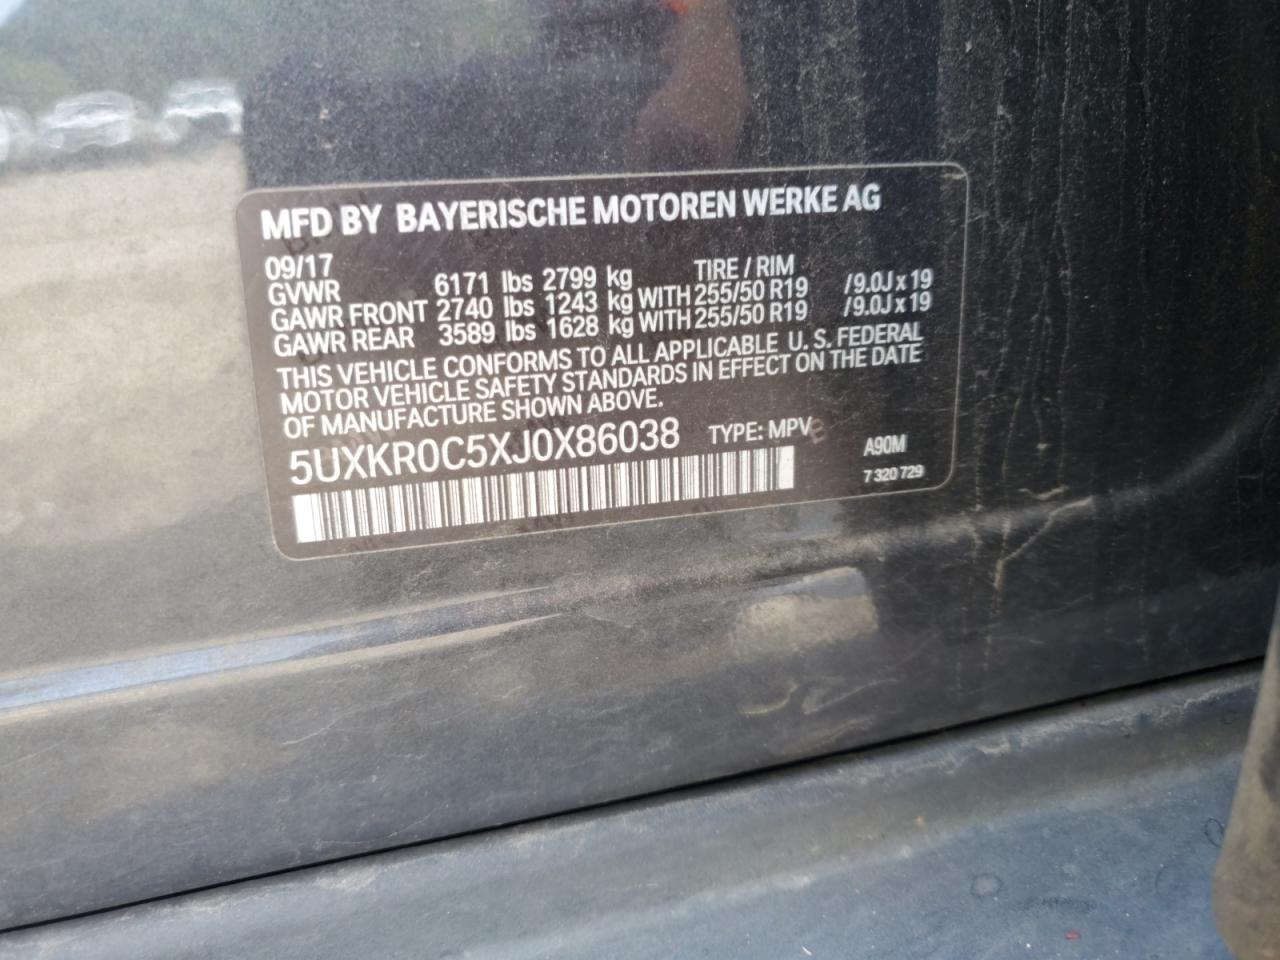 MFD BY BAYERISCHE MOTOREN WERKE AG
09/17 TIRE / RIM
GVWR 6171 lbs 2799 kg
GAWR FRONT 2740 lbs 1243 kg WITH 255/50 R19 /9.0J x 19
GAWR REAR 3589 lbs 1628 kg WITH 255/50 R19 /9.0J x 19
THIS VEHICLE CONFORMS TO ALL APPLICABLE U. S. FEDERAL
MOTOR VEHICLE SAFETY STANDARDS IN EFFECT ON THE DATE
OF MANUFACTURE SHOWN ABOVE.
5UXKR0C5XJ0X86038 TYPE: MPV
A90M
7 320 729